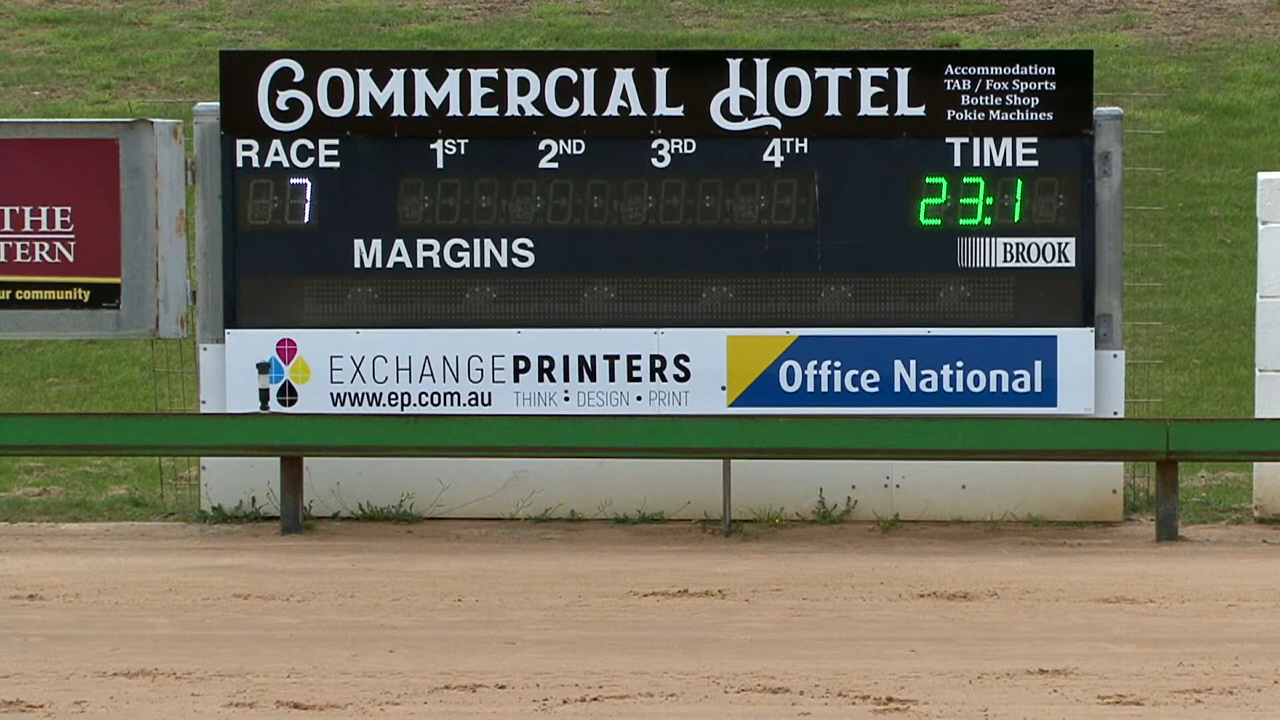 COMMERCIAL HOTEL
Accommodation
TAB / Fox Sports
Bottle Shop
Pokie Machines
RACE 1ST 2ND 3RD 4TH TIME
7 23:1
MARGINS
BROOK
THE
TERN
ur community
EXCHANGEPRINTERS
www.ep.com.au THINK : DESIGN • PRINT
Office National